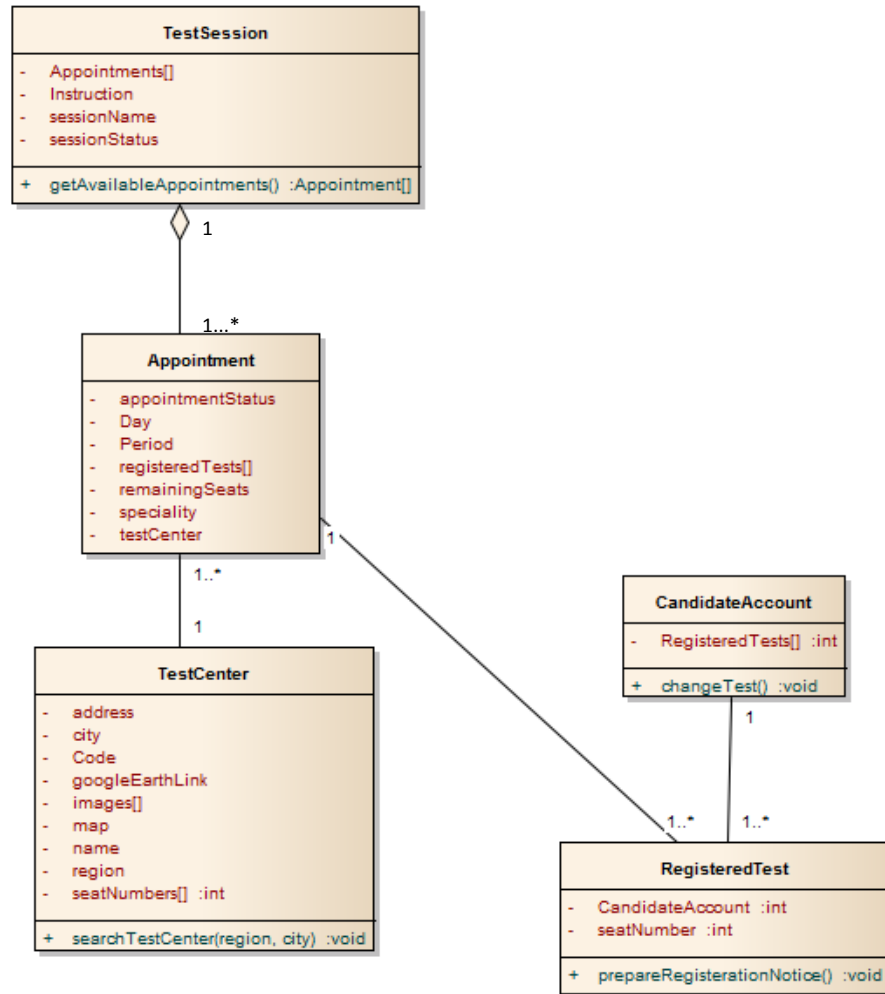 TestSession
- Appointments[]
- Instruction
- sessionName
- sessionStatus
+ getAvailableAppointments() :Appointment[]
1
1...*
Appointment
- appointmentStatus
- Day
- Period
- registeredTests[]
- remainingSeats
- speciality
- testCenter
1
1..*
1
TestCenter
- address
- city
- Code
- googleEarthLink
- images[]
- map
- name
- region
- seatNumbers[] :int
+ searchTestCenter(region, city) :void
CandidateAccount
- RegisteredTests[] :int
+ changeTest() :void
1
1..*
1..*
RegisteredTest
- CandidateAccount :int
- seatNumber :int
+ prepareRegisterationNotice() :void